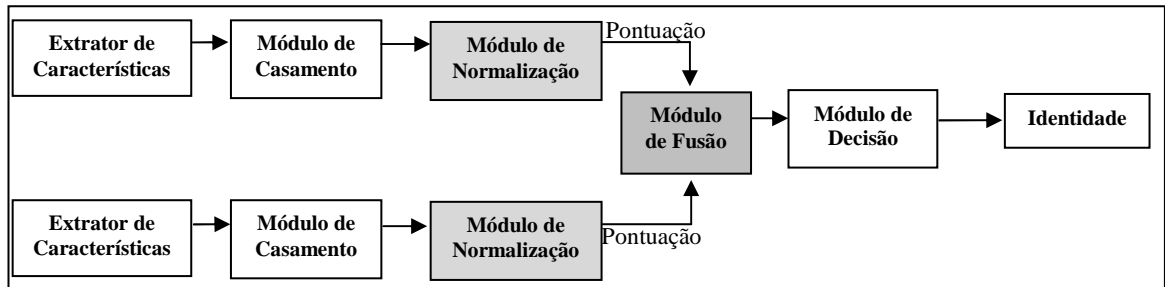 Extrator de
Características
Módulo de
Casamento
Módulo de
Normalização
Pontuação
Módulo
de Fusão
Módulo de
Decisão
Identidade
Extrator de
Características
Módulo de
Casamento
Módulo de
Normalização
Pontuação